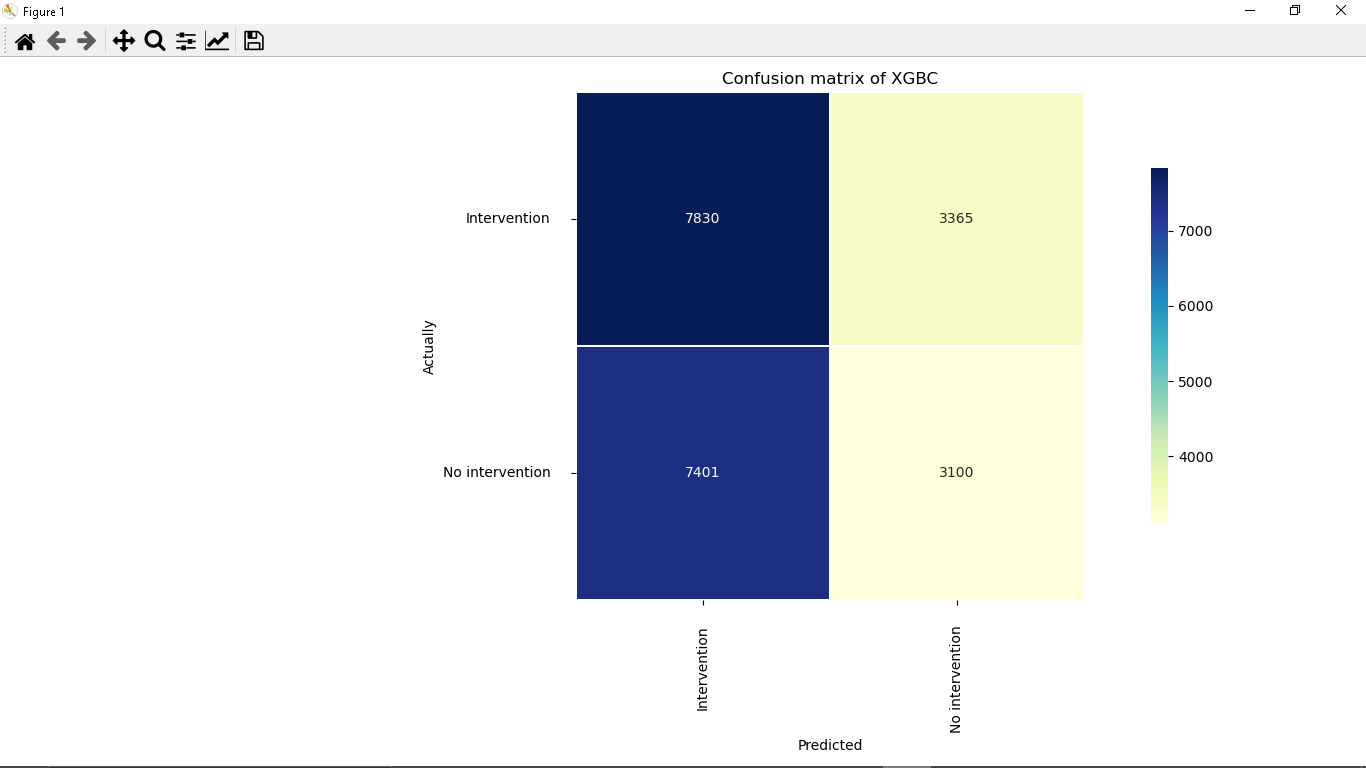 Figure 1
Confusion matrix of XGBC
Intervention
7830
3365
7000
6000
Actually
5000
4000
No intervention
7401
3100
Intervention
No intervention
Predicted